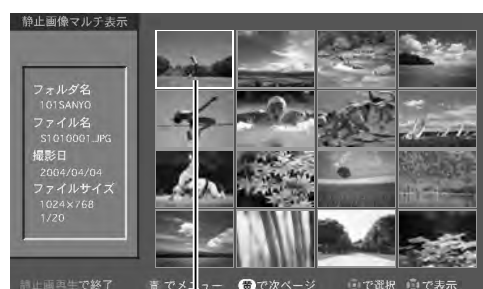 静止画像マルチ表示
フォルダ名
101SANYO
ファイル名
S1010001.JPG
撮影日
2004/04/04
ファイルサイズ
1024×768
1/20
静止画再生で終了 青でメニュー 黄で次ページ で選択 で表示